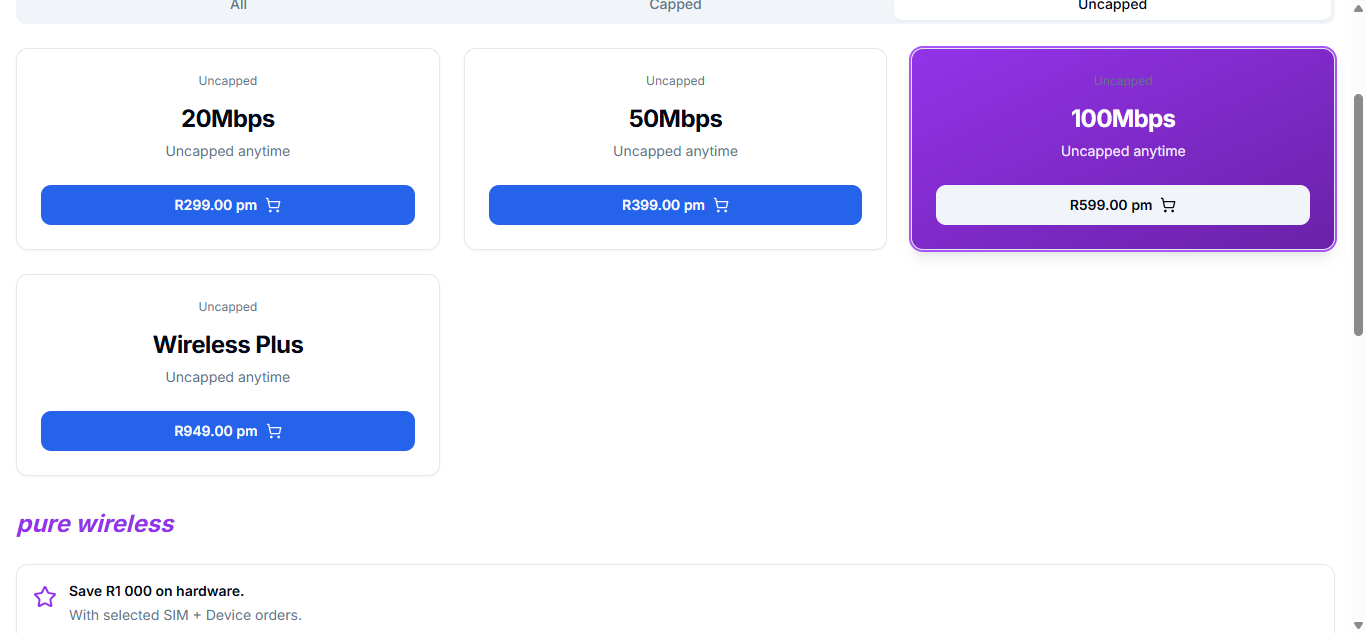 All
Capped
Uncapped
Uncapped
20Mbps
Uncapped anytime
R299.00 pm
Uncapped
50Mbps
Uncapped anytime
R399.00 pm
Uncapped
100Mbps
Uncapped anytime
R599.00 pm
Uncapped
Wireless Plus
Uncapped anytime
R949.00 pm
pure wireless
Save R1 000 on hardware.
With selected SIM + Device orders.